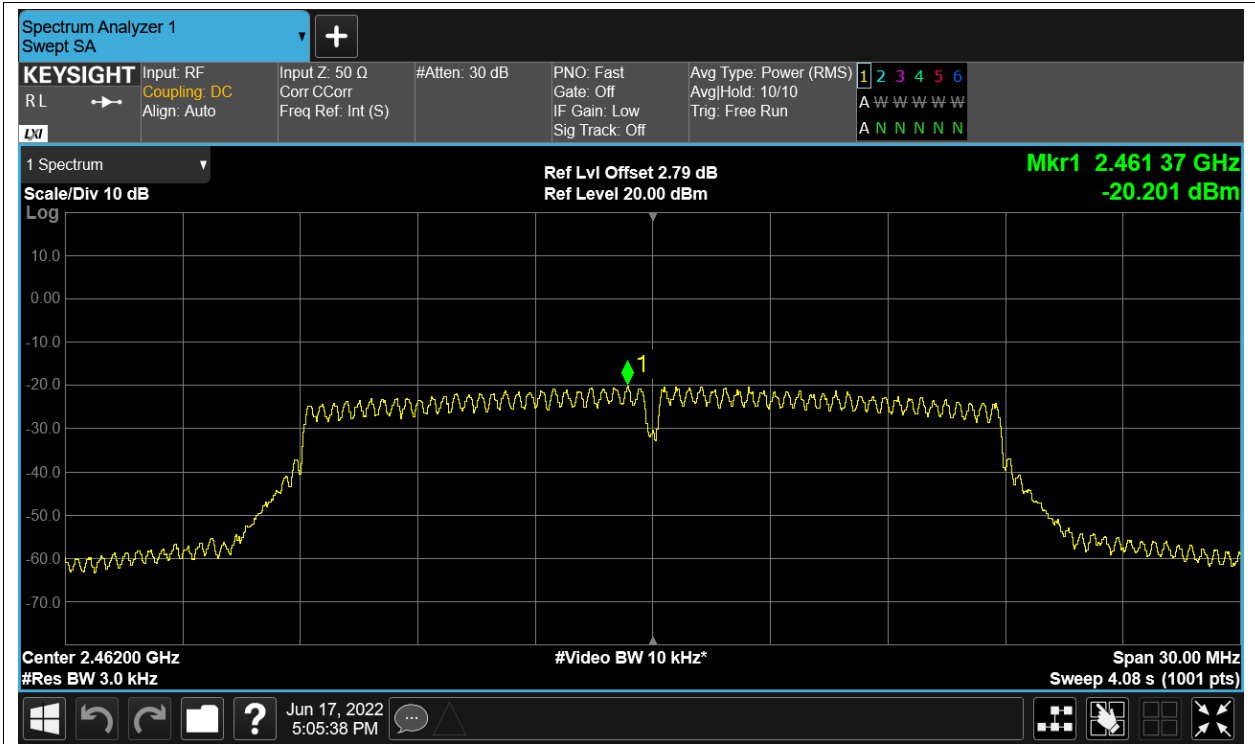 Spectrum Analyzer 1
Swept SA
KEYSIGHT
R L
LXI
Input: RF
Coupling: DC
Align: Auto
Input Z: 50 Ω
Corr CCorr
Freq Ref: Int (S)
#Atten: 30 dB
PNO: Fast
Gate: Off
IF Gain: Low
Sig Track: Off
Avg Type: Power (RMS)
Avg|Hold: 10/10
Trig: Free Run
1 2 3 4 5 6
A W W W W W
A N N N N N
1 Spectrum
Scale/Div 10 dB
Log
Ref Lvl Offset 2.79 dB
Ref Level 20.00 dBm
Mkr1 2.461 37 GHz
-20.201 dBm
10.0
0.00
-10.0
-20.0
-30.0
-40.0
-50.0
-60.0
-70.0
1
Center 2.46200 GHz
#Res BW 3.0 kHz
#Video BW 10 kHz*
Span 30.00 MHz
Sweep 4.08 s (1001 pts)
?
Jun 17, 2022
5:05:38 PM